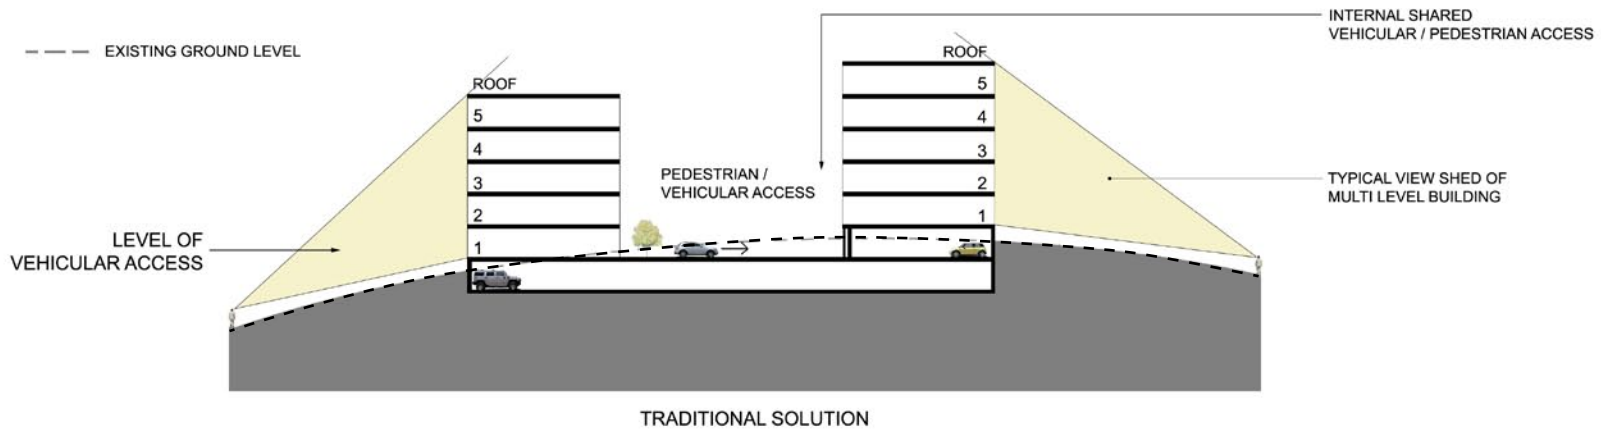 INTERNAL SHARED
VEHICULAR / PEDESTRIAN ACCESS
EXISTING GROUND LEVEL
ROOF
5
4
3
2
1
ROOF
5
4
3
2
1
PEDESTRIAN /
VEHICULAR ACCESS
TYPICAL VIEW SHED OF
MULTI LEVEL BUILDING
LEVEL OF
VEHICULAR ACCESS
TRADITIONAL SOLUTION